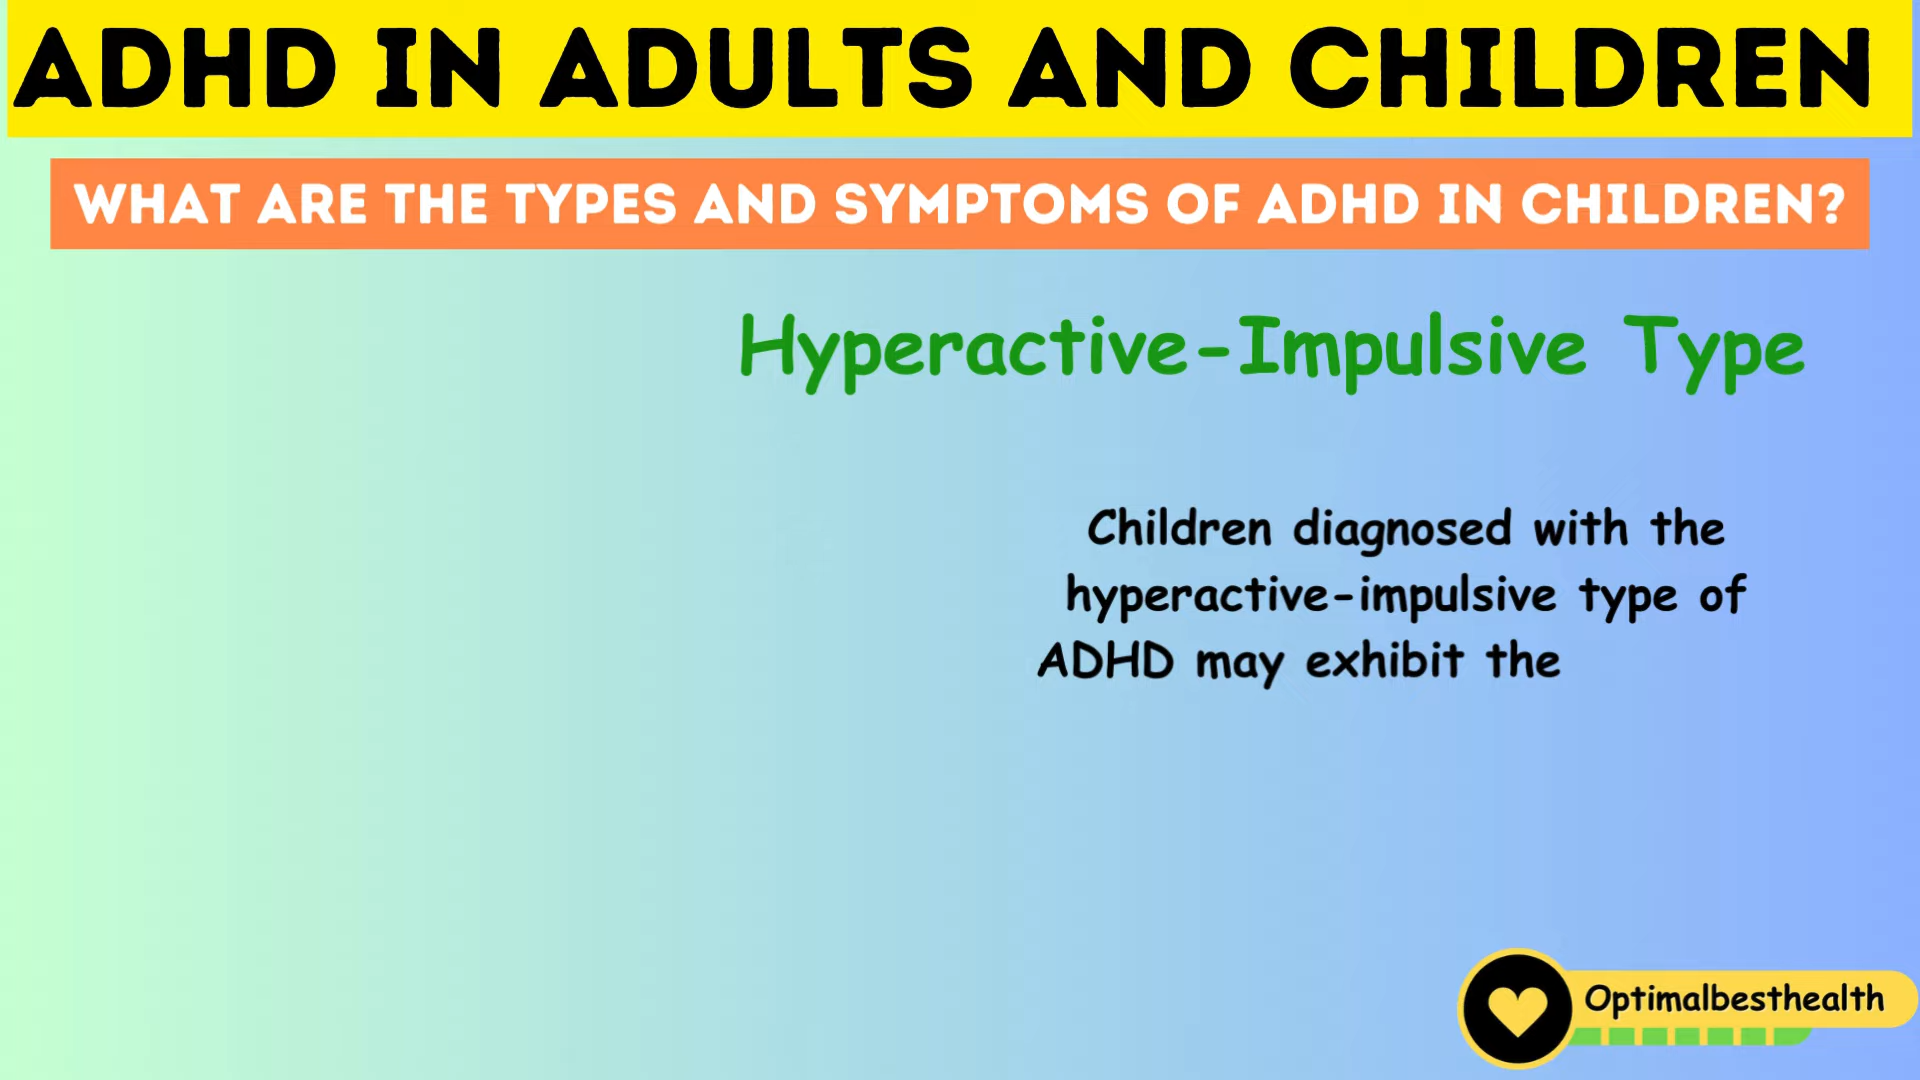 ADHD IN ADULTS AND CHILDREN
WHAT ARE THE TYPES AND SYMPTOMS OF ADHD IN CHILDREN?
Hyperactive-Impulsive Type
Children diagnosed with the
hyperactive-impulsive type of
ADHD may exhibit the
Optimalbesthealth